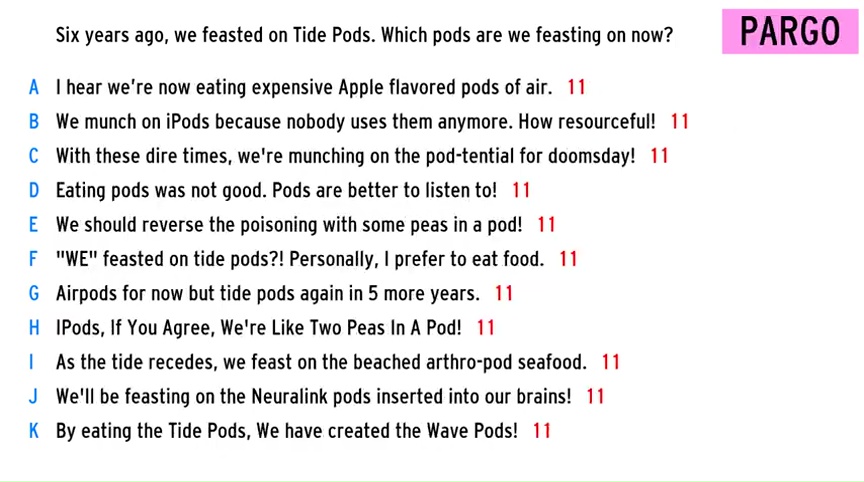 Six years ago, we feasted on Tide Pods. Which pods are we feasting on now?
PARGO
A I hear we're now eating expensive Apple flavored pods of air. 11
B We munch on iPods because nobody uses them anymore. How resourceful! 11
C With these dire times, we're munching on the pod-tential for doomsday! 11
D Eating pods was not good. Pods are better to listen to! 11
E We should reverse the poisoning with some peas in a pod! 11
F "WE" feasted on tide pods?! Personally, I prefer to eat food. 11
G Airpods for now but tide pods again in 5 more years. 11
H IPods, If You Agree, We're Like Two Peas In A Pod! 11
I As the tide recedes, we feast on the beached arthro-pod seafood. 11
J We'll be feasting on the Neuralink pods inserted into our brains! 11
K By eating the Tide Pods, We have created the Wave Pods! 11